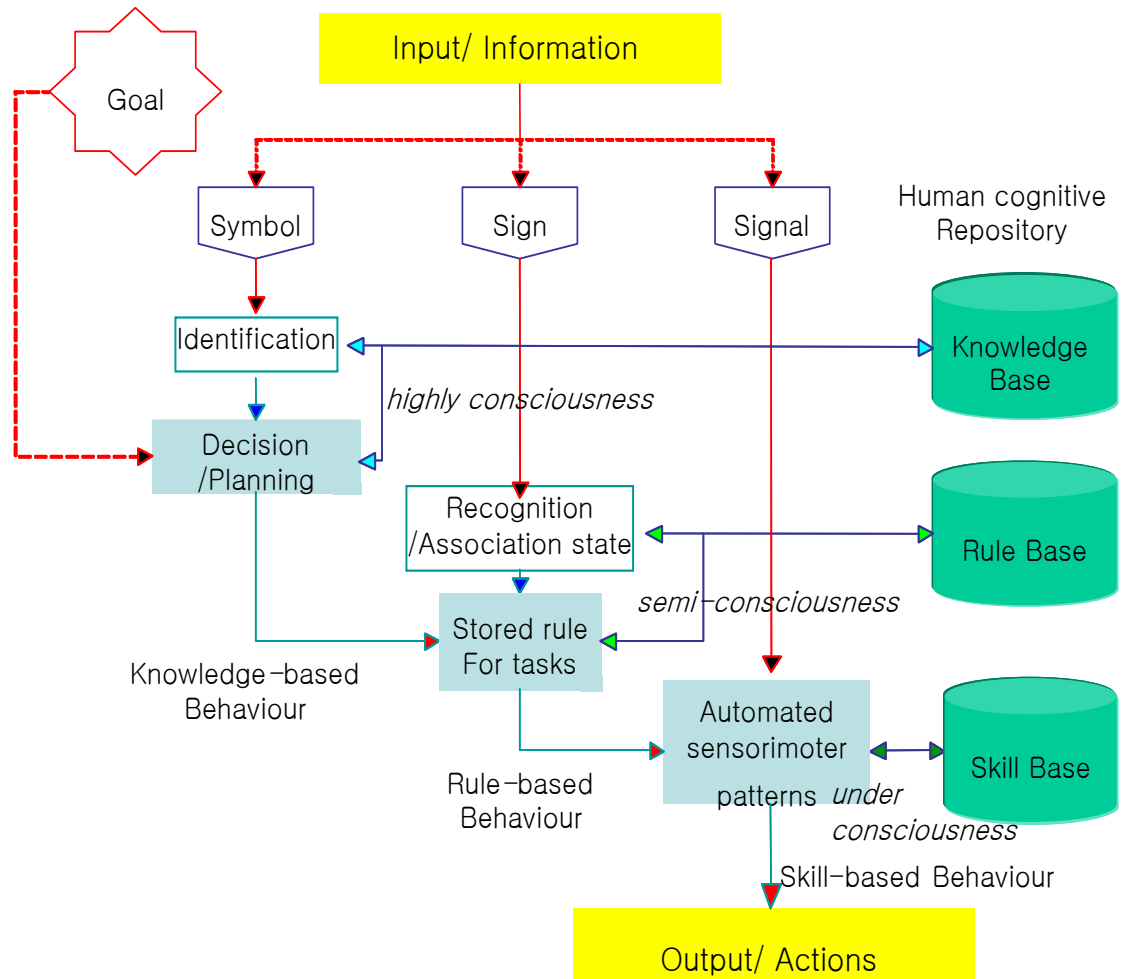 Input/ Information
Goal
Symbol
Sign
Signal
Human cognitive
Repository
Identification
Knowledge
Base
highly consciousness
Decision
/Planning
Recognition
/Association state
Rule Base
semi-consciousness
Stored rule
For tasks
Knowledge-based
Behaviour
Automated
sensorimoter
patterns
under
consciousness
Skill Base
Rule-based
Behaviour
Skill-based Behaviour
Output/ Actions